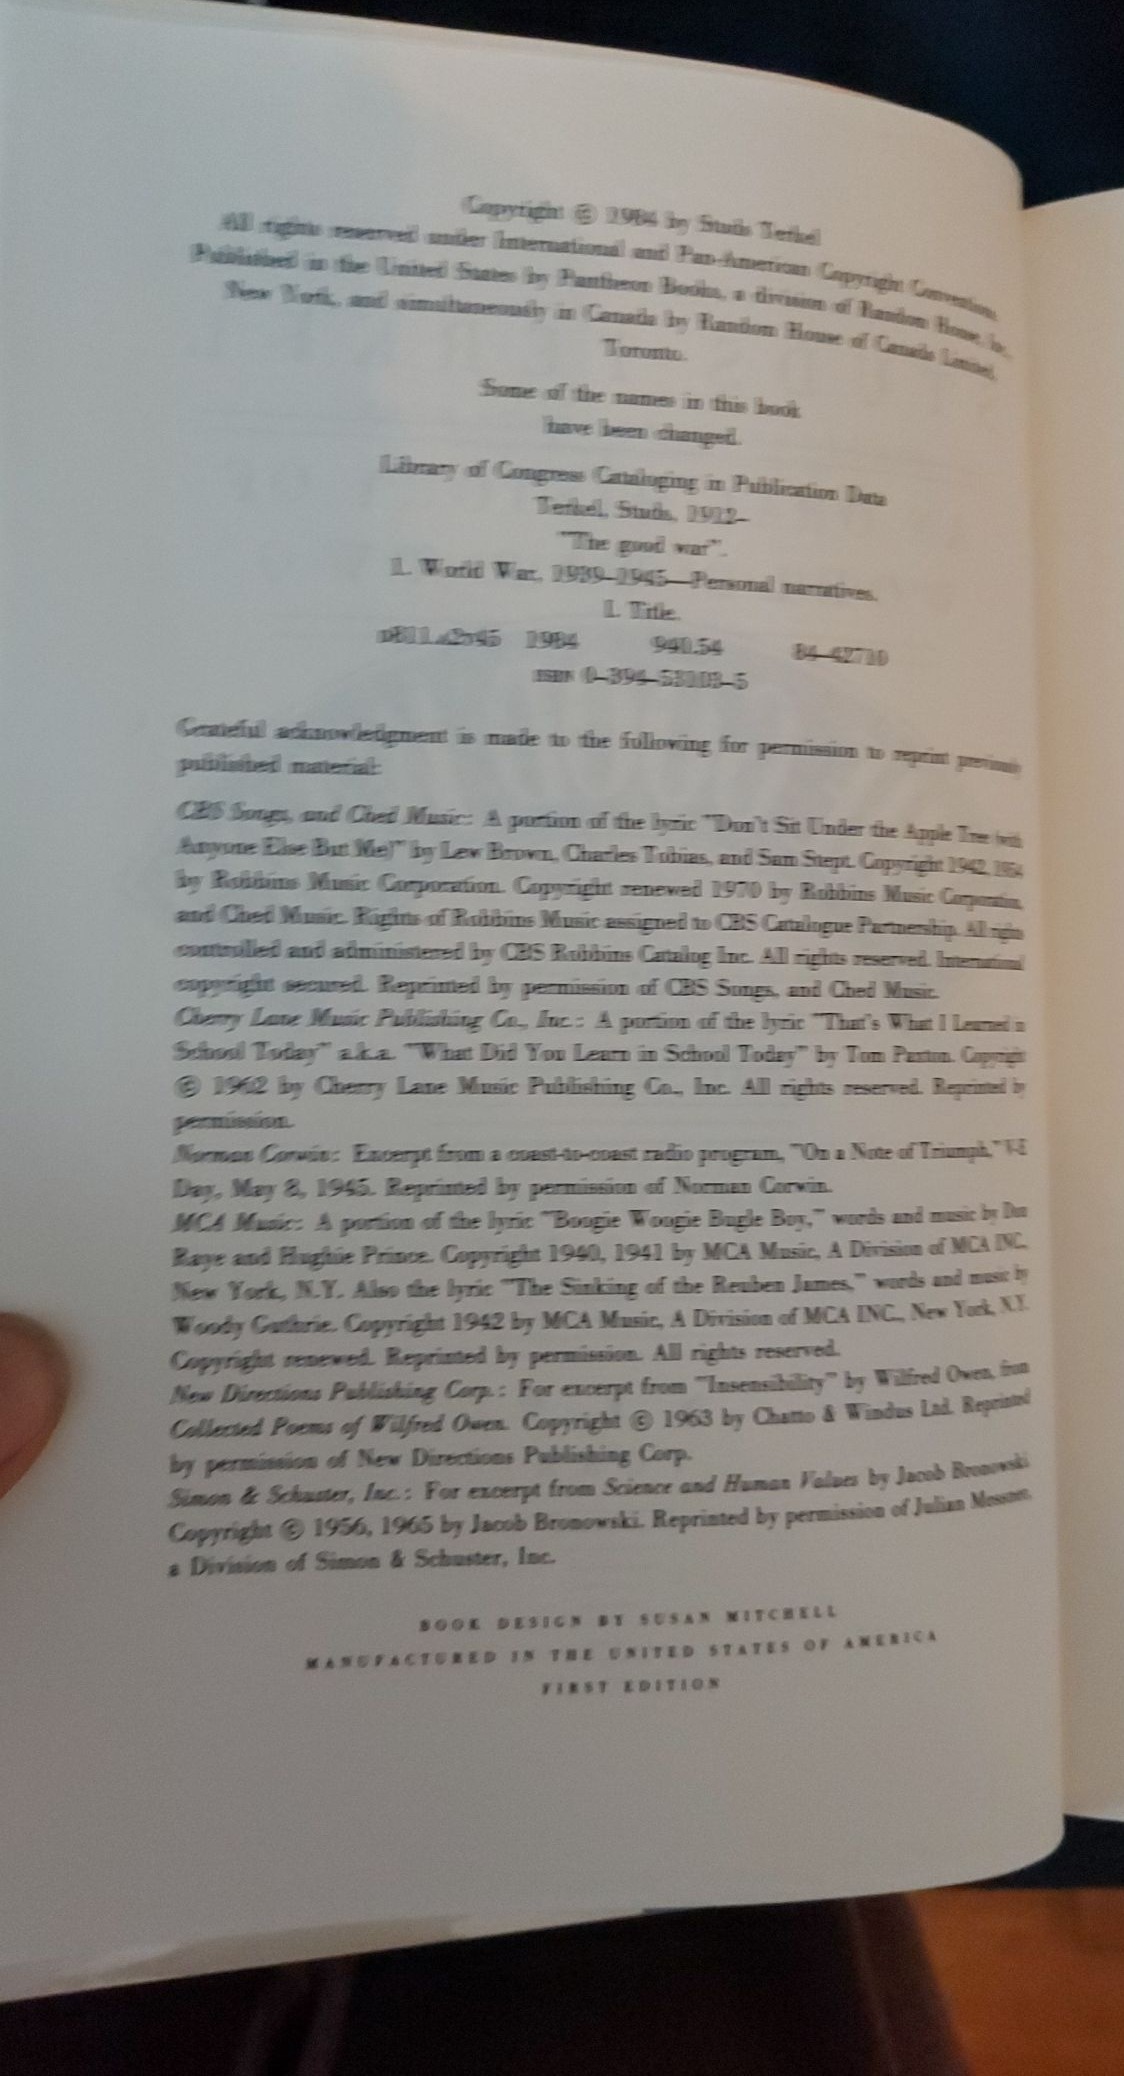 Copyright © 1984 by Studs Terkel
All rights reserved under International and Pan-American Copyright Conventions.
Published in the United States by Pantheon Books, a division of Random House, Inc.,
New York, and simultaneously in Canada by Random House of Canada Limited,
Toronto.
Some of the names in this book
have been changed.
Library of Congress Cataloging in Publication Data
Terkel, Studs, 1912–
"The good war".
1. World War, 1939–1945—Personal narratives.
I. Title.
D811.A2T45 1984 940.54 84–42710
ISBN 0–394–53103–5
Grateful acknowledgment is made to the following for permission to reprint previously
published material:
CBS Songs, and Ched Music: A portion of the lyric "Don't Sit Under the Apple Tree (with
Anyone Else But Me)" by Lew Brown, Charles Tobias, and Sam Stept. Copyright 1942, 1954
by Robbins Music Corporation. Copyright renewed 1970 by Robbins Music Corporation,
and Ched Music. Rights of Robbins Music assigned to CBS Catalogue Partnership. All rights
controlled and administered by CBS Robbins Catalog Inc. All rights reserved. International
copyright secured. Reprinted by permission of CBS Songs, and Ched Music.
Cherry Lane Music Publishing Co., Inc.: A portion of the lyric "That's What I Learned in
School Today" a.k.a. "What Did You Learn in School Today" by Tom Paxton. Copyright
© 1962 by Cherry Lane Music Publishing Co., Inc. All rights reserved. Reprinted by
permission.
Norman Corwin: Excerpt from a coast-to-coast radio program, "On a Note of Triumph," V-E
Day, May 8, 1945. Reprinted by permission of Norman Corwin.
MCA Music: A portion of the lyric "Boogie Woogie Bugle Boy," words and music by Don
Raye and Hughie Prince. Copyright 1940, 1941 by MCA Music, A Division of MCA INC.,
New York, N.Y. Also the lyric "The Sinking of the Reuben James," words and music by
Woody Guthrie. Copyright 1942 by MCA Music, A Division of MCA INC., New York, N.Y.
Copyright renewed. Reprinted by permission. All rights reserved.
New Directions Publishing Corp.: For excerpt from "Insensibility" by Wilfred Owen, from
Collected Poems of Wilfred Owen. Copyright © 1963 by Chatto & Windus Ltd. Reprinted
by permission of New Directions Publishing Corp.
Simon & Schuster, Inc.: For excerpt from Science and Human Values by Jacob Bronowski.
Copyright © 1956, 1965 by Jacob Bronowski. Reprinted by permission of Julian Messner,
a Division of Simon & Schuster, Inc.
BOOK DESIGN BY SUSAN MITCHELL
MANUFACTURED IN THE UNITED STATES OF AMERICA
FIRST EDITION